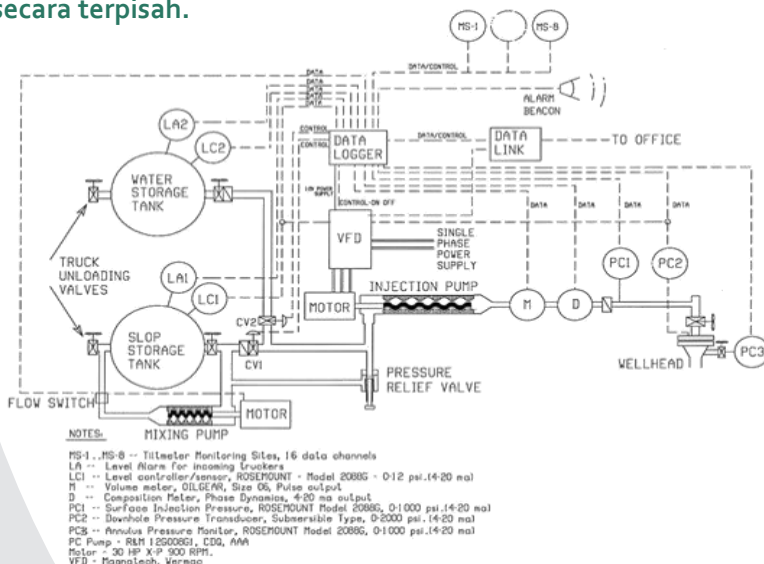 secara terpisah.
MS-1
MS-8
DATA/CONTROL
ALARM
BEACON
DATA
DATA
DATA
DATA
DATA
LA2
LC2
CONTROL
CONTROL
DATA
LOGGER
DATA/CONTROL
DATA
LINK
TO OFFICE
WATER
STORAGE
TANK
CONTROL-ON OFF
VFD
SINGLE
PHASE
POWER
SUPPLY
DATA
DATA
DATA
DATA
TRUCK
UNLOADING
VALVES
LA1
LC1
PC1
PC2
INJECTION PUMP
MOTOR
M
D
CV2
SLOP
STORAGE
TANK
CV1
PC3
WELLHEAD
PRESSURE
RELIEF VALVE
FLOW SWITCH
MOTOR
MIXING PUMP
NOTES:
MS-1..MS-8 -- Tiltmeter Monitoring Sites, 16 data channels
LA -- Level Alarm for incoming truckers
LC1 -- Level controller/sensor, ROSEMOUNT - Model 2088G - 0-12 psi.(4-20 ma)
M -- Volume meter, OILGEAR, Size 06, Pulse output
D -- Composition Meter, Phase Dynamics, 4-20 ma output
PC1 -- Surface Injection Pressure, ROSEMOUNT Model 2088G, 0-1000 psi.(4-20 ma)
PC2 -- Downhole Pressure Transducer, Submersible Type, 0-2000 psi.(4-20 ma)
PC3 -- Annulus Pressure Monitor, ROSEMOUNT Model 2088G, 0-1000 psi.(4-20 ma)
PC Pump - R&M 12G008G1, CDQ, AAA
Motor - 30 HP X-P 900 RPM.
VFD - Magnatech,